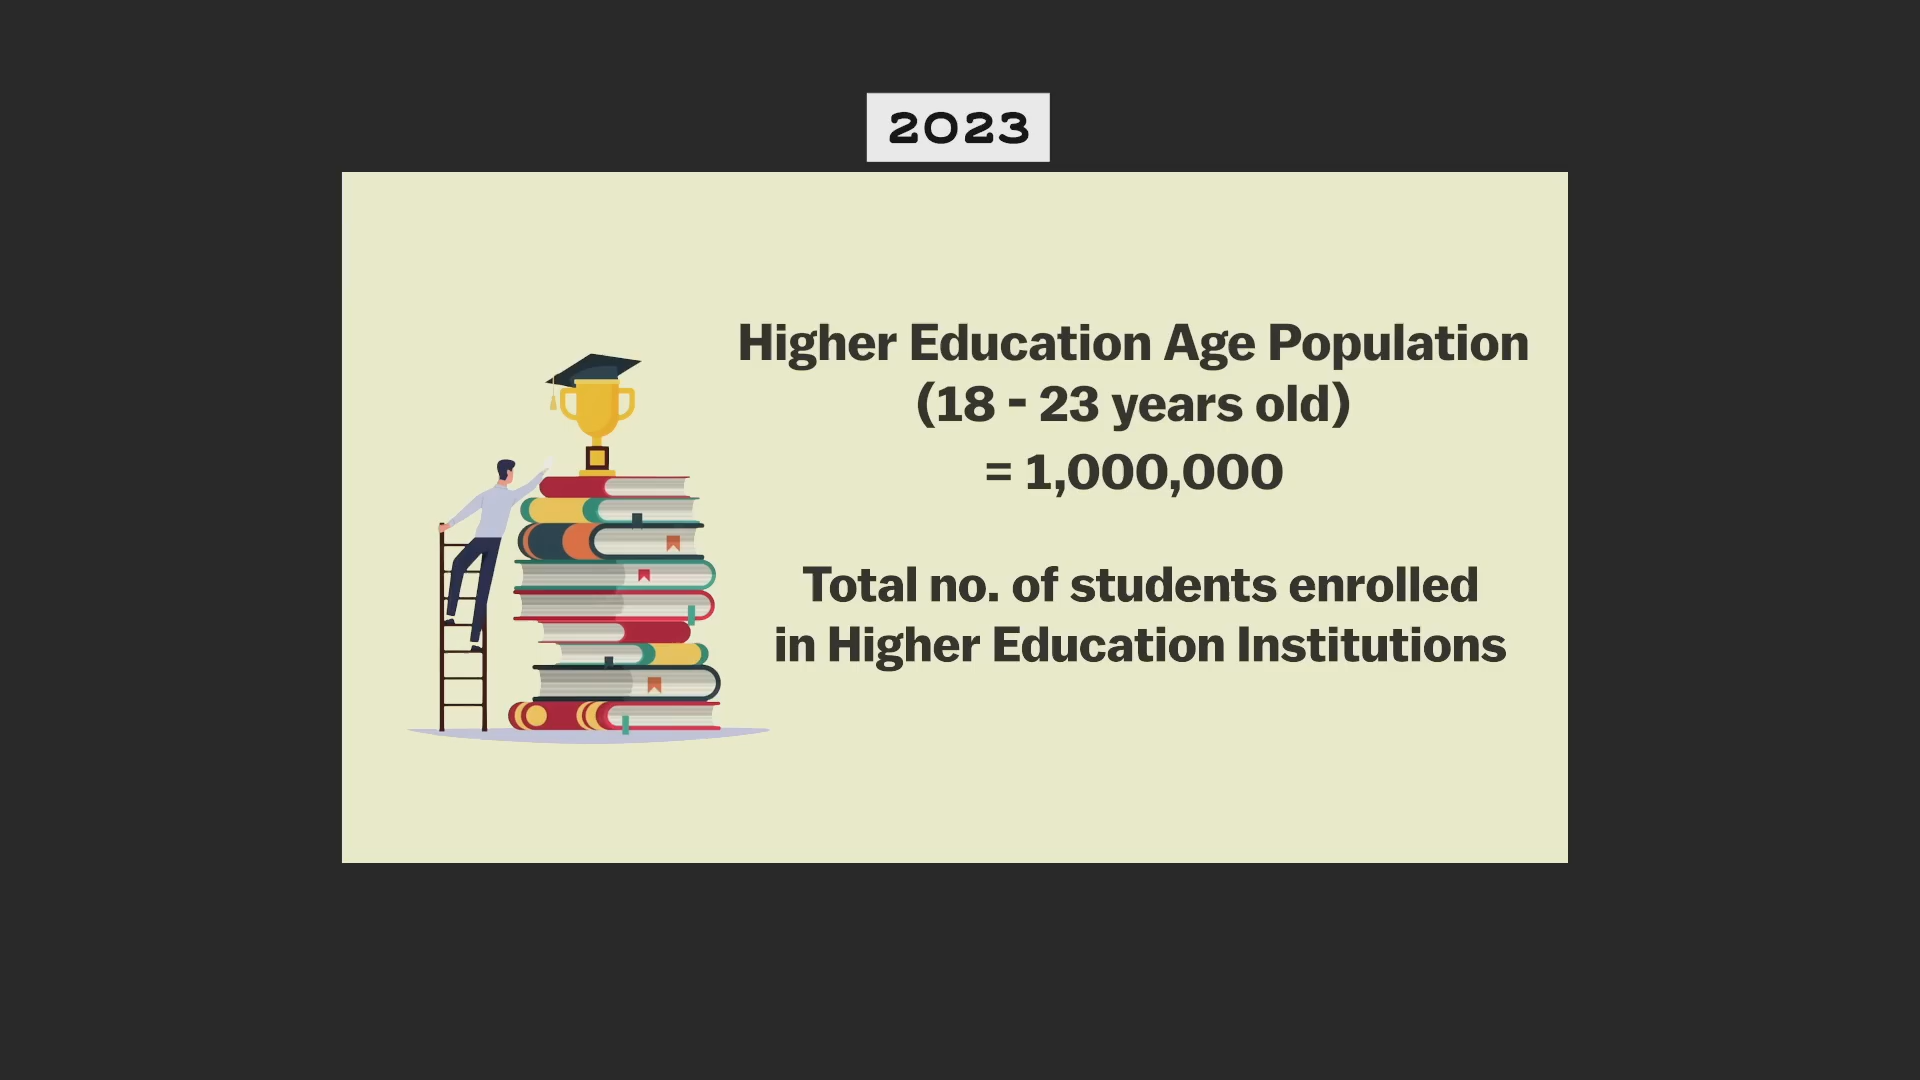 2023
Higher Education Age Population
(18 - 23 years old)
= 1,000,000
Total no. of students enrolled
in Higher Education Institutions